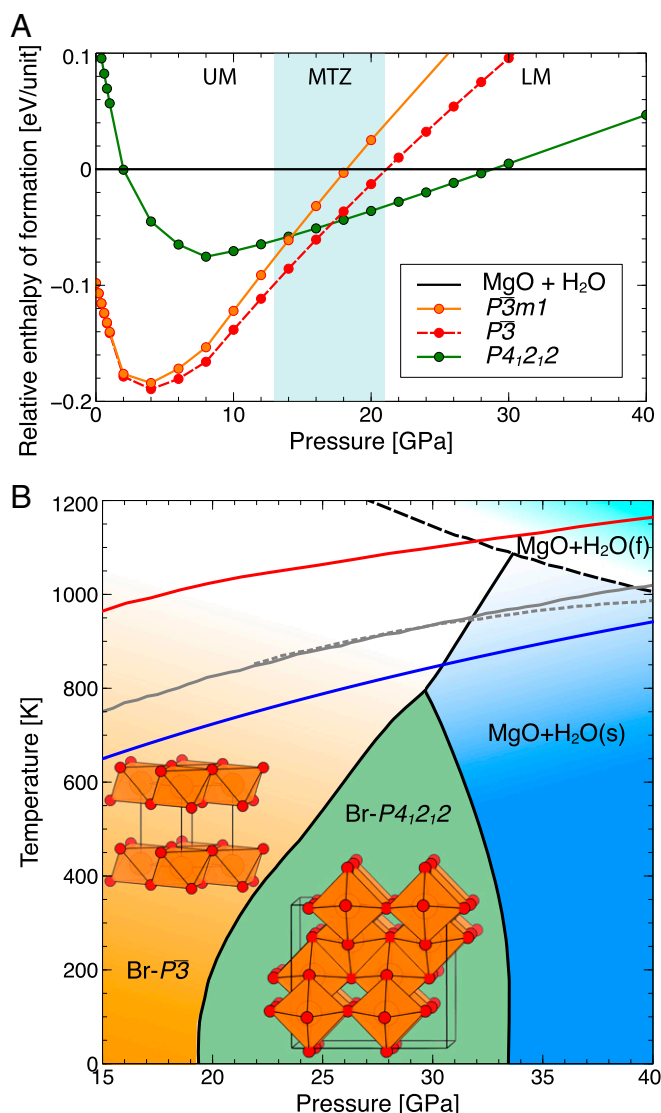 A
Relative enthalpy of formation [eV/unit]
0.1
0
−0.1
−0.2
UM
MTZ
LM
MgO + H₂O
P3̅m1
P3̅
P4₁2₁2
0
10
20
30
40
Pressure [GPa]
B
Temperature [K]
1200
1000
800
600
400
200
0
MgO+H₂O(f)
MgO+H₂O(s)
Br-P4₁2₁2
Br-P3̅
15
20
25
30
35
40
Pressure [GPa]